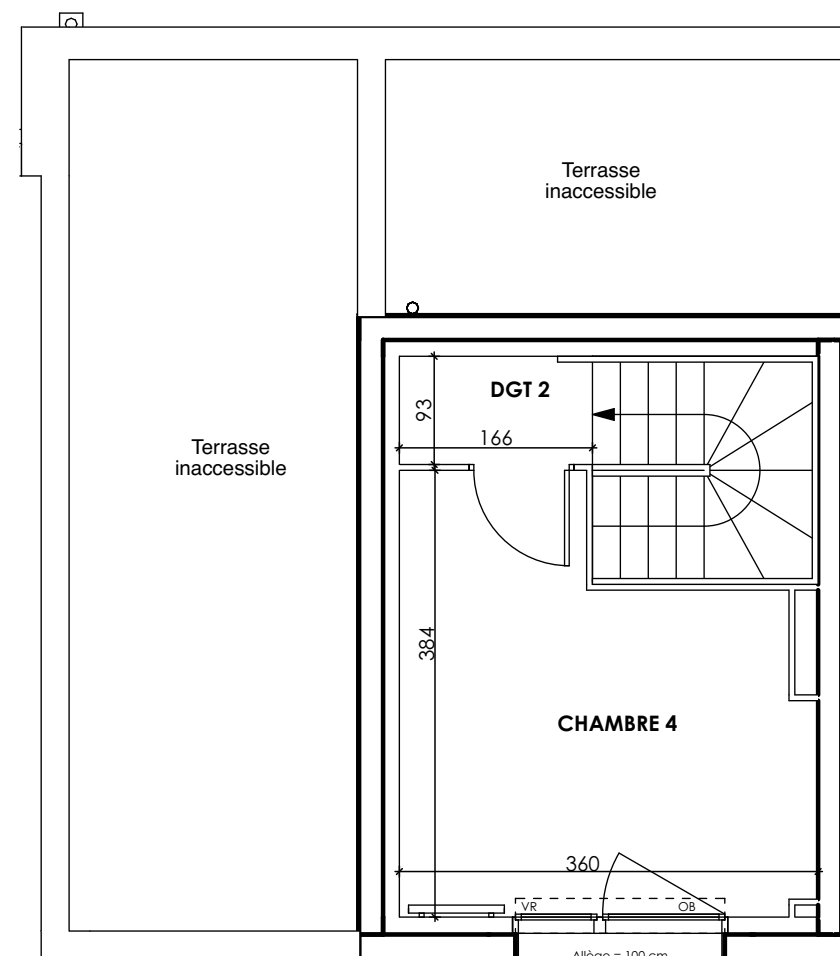 Terrasse
inaccessible
DGT 2
93
166
Terrasse
inaccessible
384
CHAMBRE 4
360
VR
OB
Allège = 100 cm